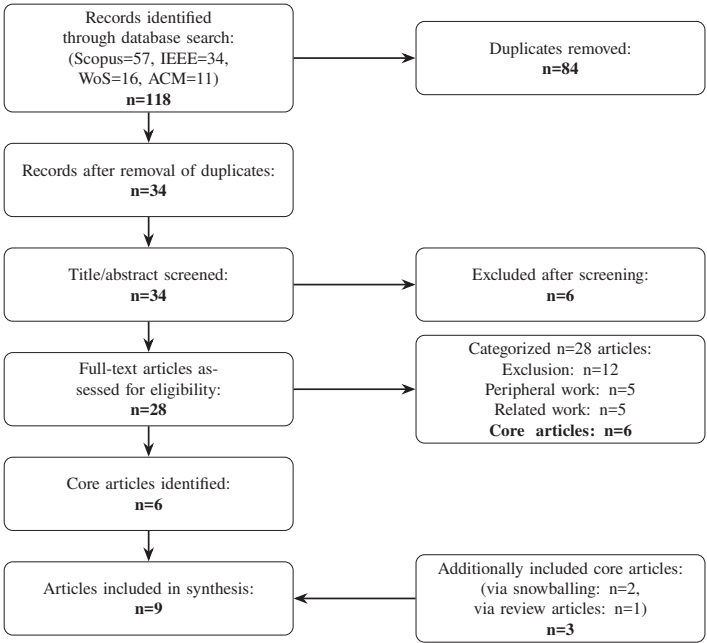 Records identified
through database search:
(Scopus=57, IEEE=34,
WoS=16, ACM=11)
n=118
Duplicates removed:
n=84
Records after removal of duplicates:
n=34
Title/abstract screened:
n=34
Excluded after screening:
n=6
Full-text articles as-
sessed for eligibility:
n=28
Categorized n=28 articles:
Exclusion: n=12
Peripheral work: n=5
Related work: n=5
Core articles: n=6
Core articles identified:
n=6
Articles included in synthesis:
n=9
Additionally included core articles:
(via snowballing: n=2,
via review articles: n=1)
n=3